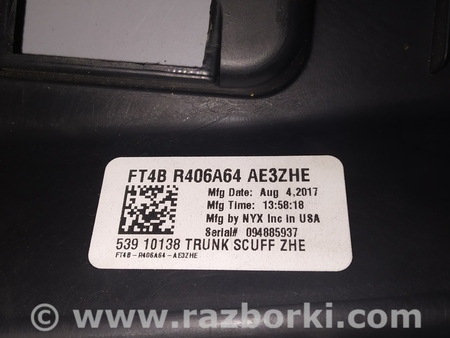 FT4B R406A64 AE3ZHE
Mfg Date: Aug 4,2017
Mfg Time: 13:58:18
Mfg by NYX Inc in USA
Serial# 094885937
539 10138 TRUNK SCUFF ZHE
FT4B-R406A64-AE3ZHE
© www.razborki.com/